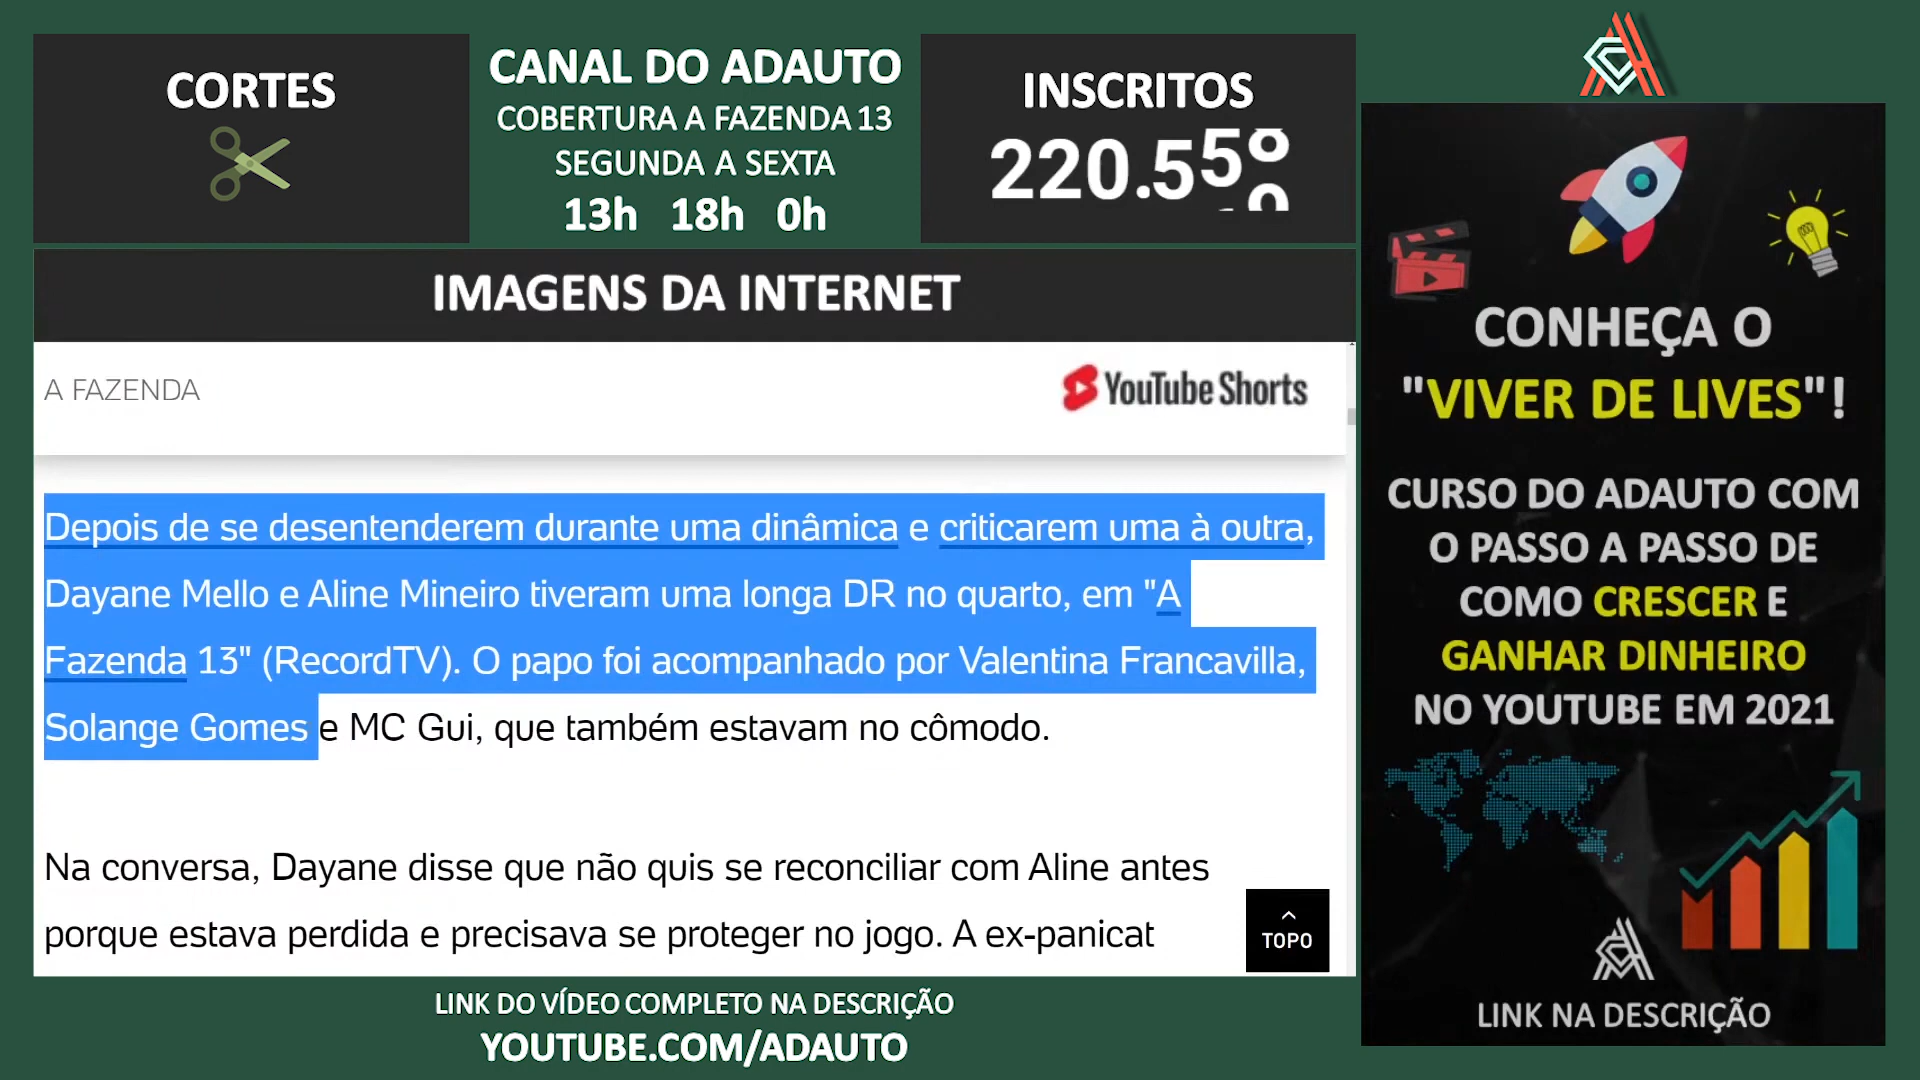 CORTES
CANAL DO ADAUTO
COBERTURA A FAZENDA 13
SEGUNDA A SEXTA
13h 18h 0h
INSCRITOS
220.55
IMAGENS DA INTERNET
A FAZENDA
YouTube Shorts
Depois de se desentenderem durante uma dinâmica e criticarem uma à outra,
Dayane Mello e Aline Mineiro tiveram uma longa DR no quarto, em "A
Fazenda 13" (RecordTV). O papo foi acompanhado por Valentina Francavilla,
Solange Gomes e MC Gui, que também estavam no cômodo.
Na conversa, Dayane disse que não quis se reconciliar com Aline antes
porque estava perdida e precisava se proteger no jogo. A ex-panicat
TOPO
LINK DO VÍDEO COMPLETO NA DESCRIÇÃO
YOUTUBE.COM/ADAUTO
CONHEÇA O
"VIVER DE LIVES"!
CURSO DO ADAUTO COM
O PASSO A PASSO DE
COMO CRESCER E
GANHAR DINHEIRO
NO YOUTUBE EM 2021
LINK NA DESCRIÇÃO